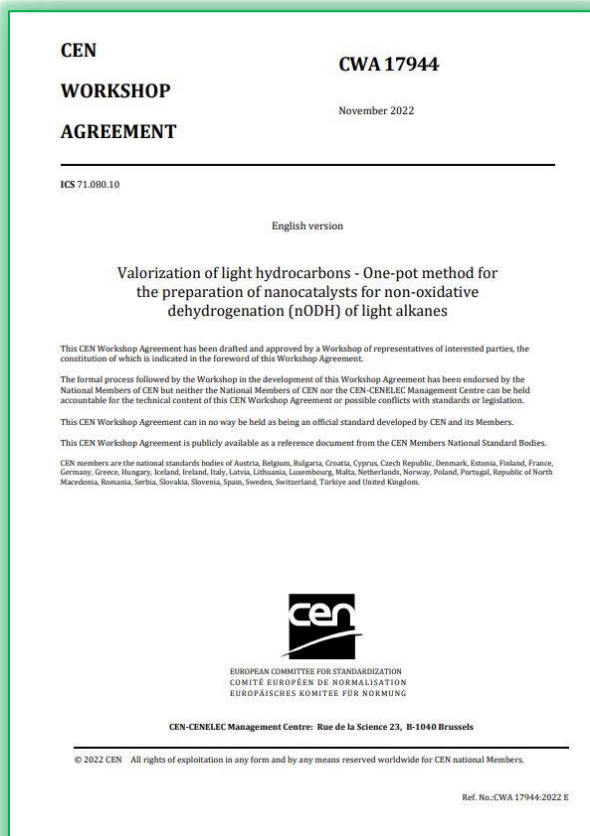 CEN
WORKSHOP
AGREEMENT
CWA 17944
November 2022
ICS 71.080.10
English version
Valorization of light hydrocarbons - One-pot method for
the preparation of nanocatalysts for non-oxidative
dehydrogenation (nODH) of light alkanes
This CEN Workshop Agreement has been drafted and approved by a Workshop of representatives of interested parties, the
constitution of which is indicated in the foreword of this Workshop Agreement.
The formal process followed by the Workshop in the development of this Workshop Agreement has been endorsed by the
National Members of CEN but neither the National Members of CEN nor the CEN-CENELEC Management Centre can be held
accountable for the technical content of this CEN Workshop Agreement or possible conflicts with standards or legislation.
This CEN Workshop Agreement can in no way be held as being an official standard developed by CEN and its Members.
This CEN Workshop Agreement is publicly available as a reference document from the CEN Members National Standard Bodies.
CEN members are the national standards bodies of Austria, Belgium, Bulgaria, Croatia, Cyprus, Czech Republic, Denmark, Estonia, Finland, France,
Germany, Greece, Hungary, Iceland, Ireland, Italy, Latvia, Lithuania, Luxembourg, Malta, Netherlands, Norway, Poland, Portugal, Republic of North
Macedonia, Romania, Serbia, Slovakia, Slovenia, Spain, Sweden, Switzerland, Türkiye and United Kingdom.
cen
EUROPEAN COMMITTEE FOR STANDARDIZATION
COMITÉ EUROPÉEN DE NORMALISATION
EUROPÄISCHES KOMITEE FÜR NORMUNG
CEN-CENELEC Management Centre: Rue de la Science 23, B-1040 Brussels
© 2022 CEN All rights of exploitation in any form and by any means reserved worldwide for CEN national Members.
Ref. No.:CWA 17944:2022 E